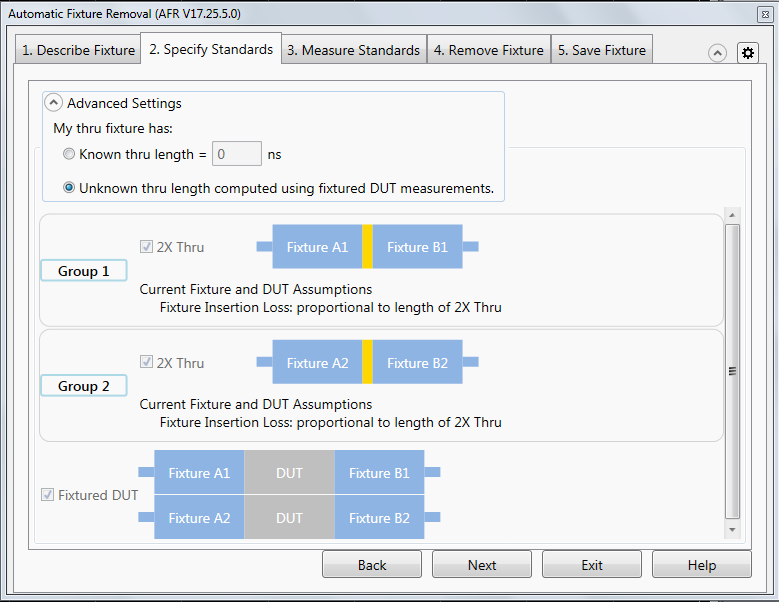 Automatic Fixture Removal (AFR V17.25.5.0)
1. Describe Fixture
2. Specify Standards
3. Measure Standards
4. Remove Fixture
5. Save Fixture
Advanced Settings
My thru fixture has:
Known thru length = 0 ns
Unknown thru length computed using fixtured DUT measurements.
Group 1
2X Thru
Fixture A1
Fixture B1
Current Fixture and DUT Assumptions
Fixture Insertion Loss: proportional to length of 2X Thru
Group 2
2X Thru
Fixture A2
Fixture B2
Current Fixture and DUT Assumptions
Fixture Insertion Loss: proportional to length of 2X Thru
Fixtured DUT
Fixture A1
DUT
Fixture B1
Fixture A2
DUT
Fixture B2
Back
Next
Exit
Help